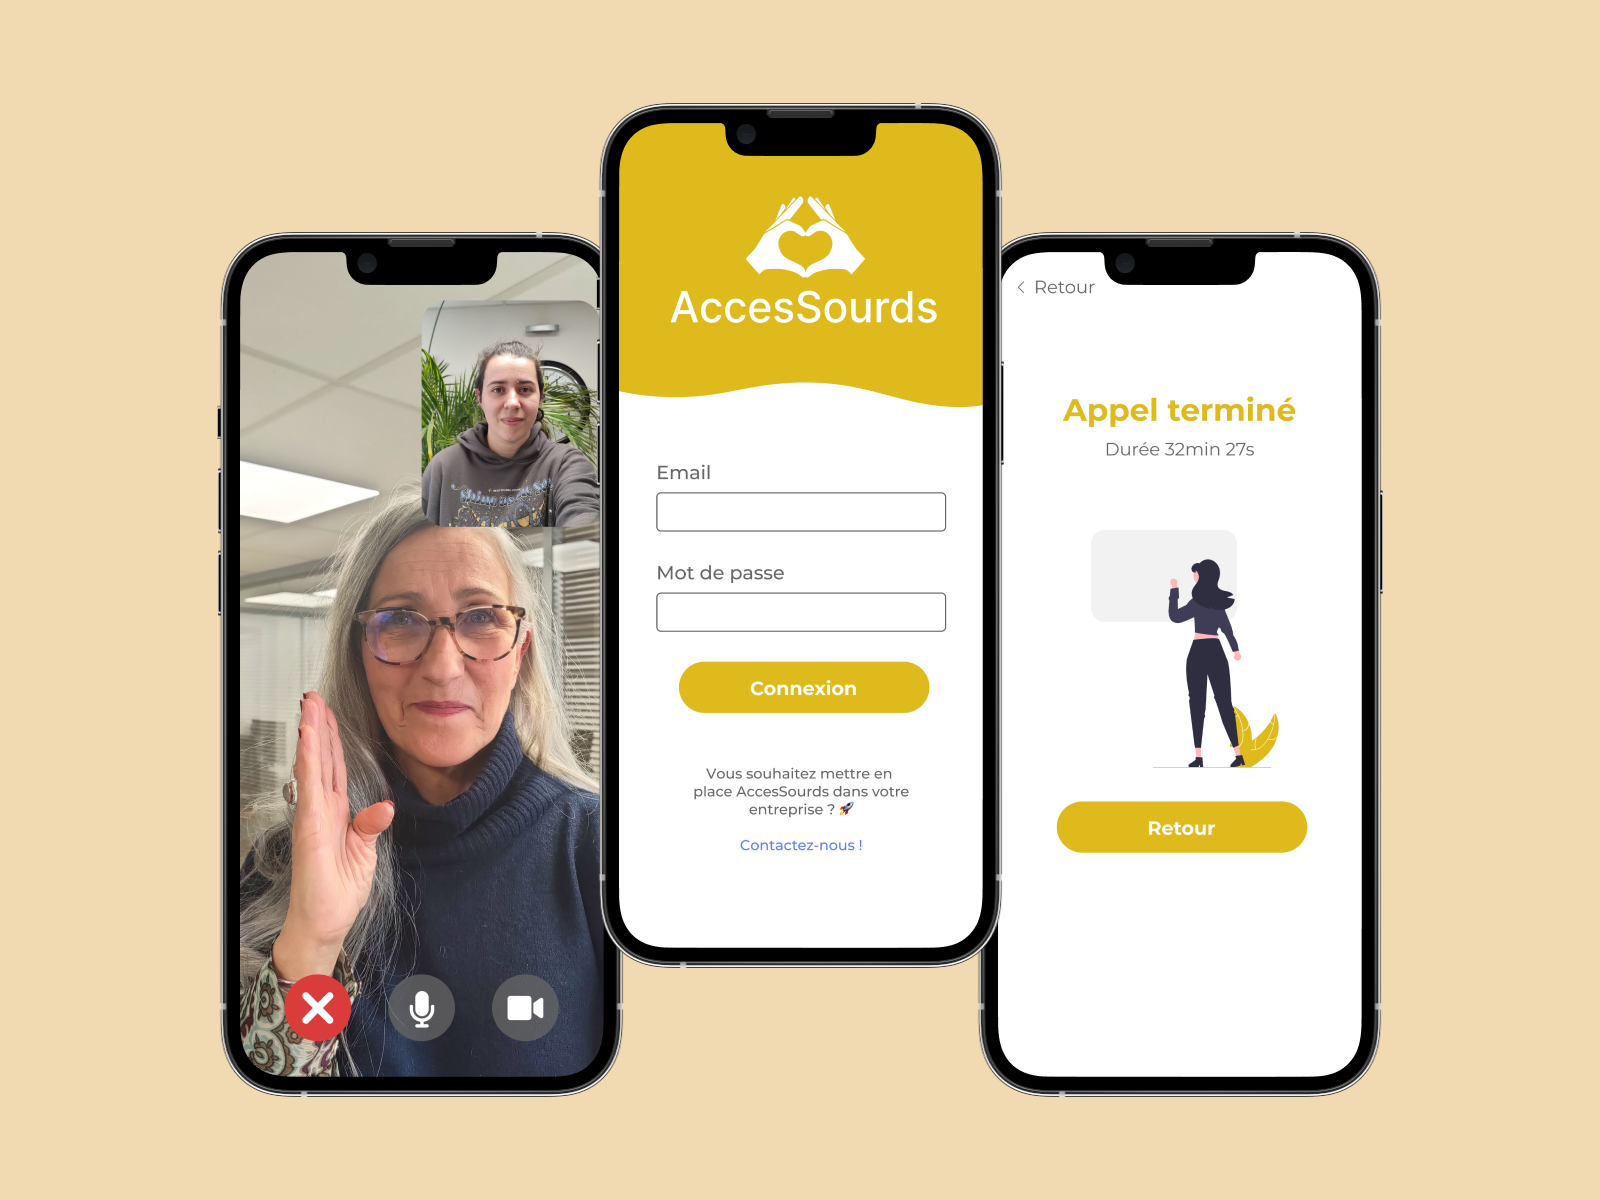 AccesSourds
Email
Mot de passe
Connexion
Vous souhaitez mettre en
place AccesSourds dans votre
entreprise ? 🚀
Contactez-nous !
Retour
Appel terminé
Durée 32min 27s
Retour